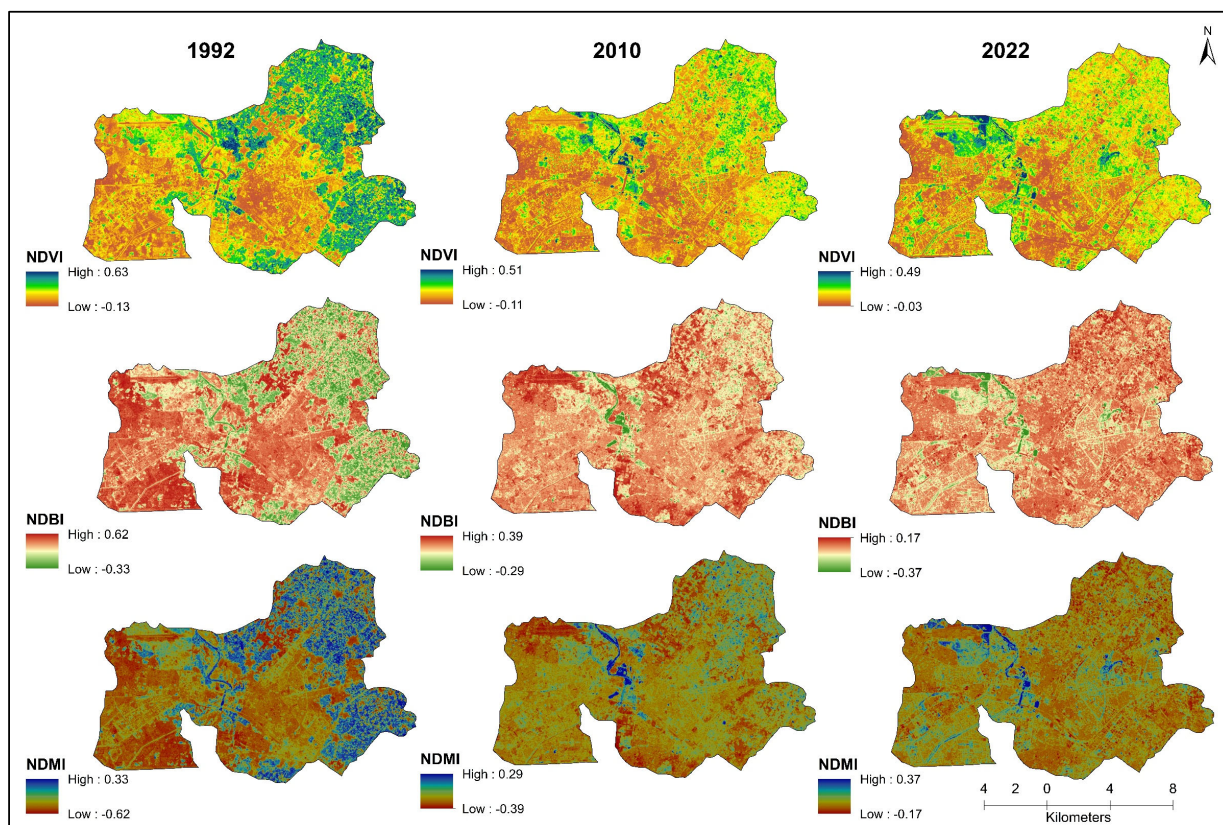 N
1992
2010
2022
NDVI
High : 0.63
Low : -0.13
NDVI
High : 0.51
Low : -0.11
NDVI
High : 0.49
Low : -0.03
NDBI
High : 0.62
Low : -0.33
NDBI
High : 0.39
Low : -0.29
NDBI
High : 0.17
Low : -0.37
NDMI
High : 0.33
Low : -0.62
NDMI
High : 0.29
Low : -0.39
NDMI
High : 0.37
Low : -0.17
4 2 0 4 8
Kilometers